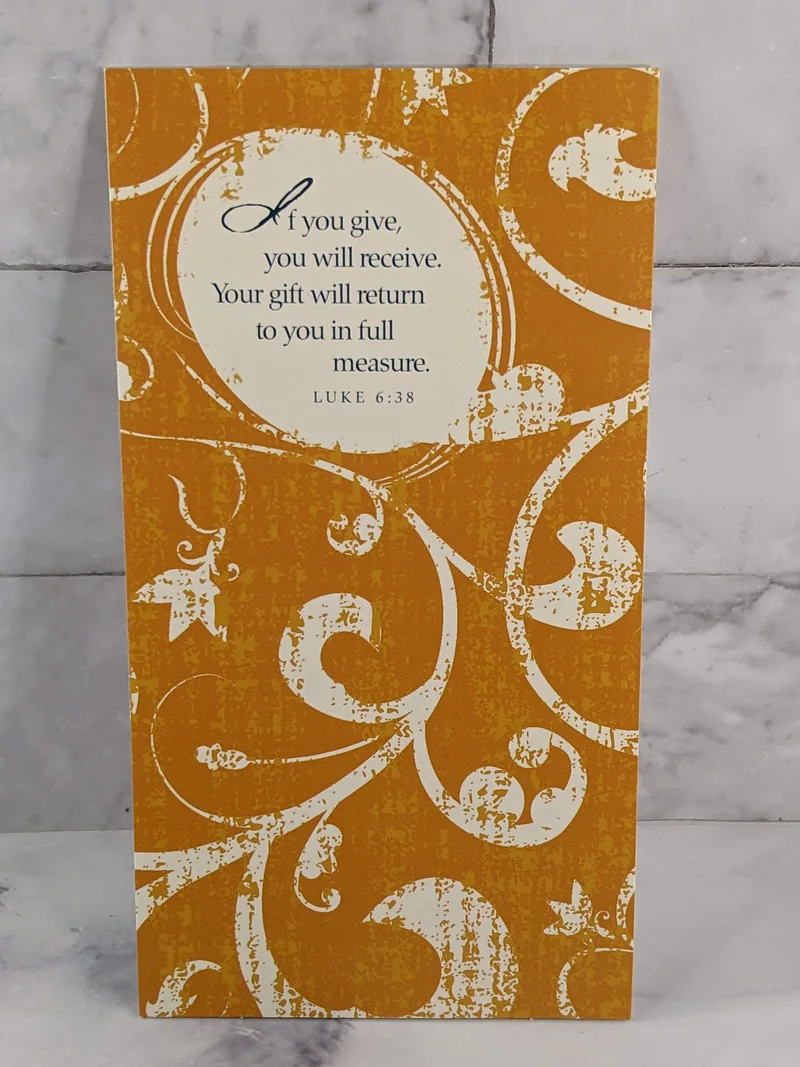 If you give,
you will receive.
Your gift will return
to you in full
measure.
LUKE 6:38